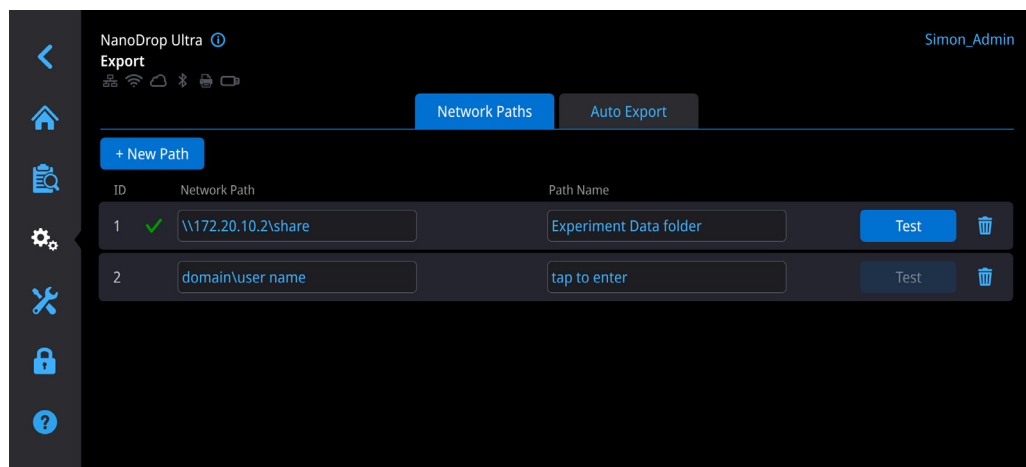 NanoDrop Ultra
Simon_Admin
Export
Network Paths
Auto Export
+ New Path
ID
Network Path
Path Name
1
\\172.20.10.2\share
Experiment Data folder
Test
2
domain\user name
tap to enter
Test
?